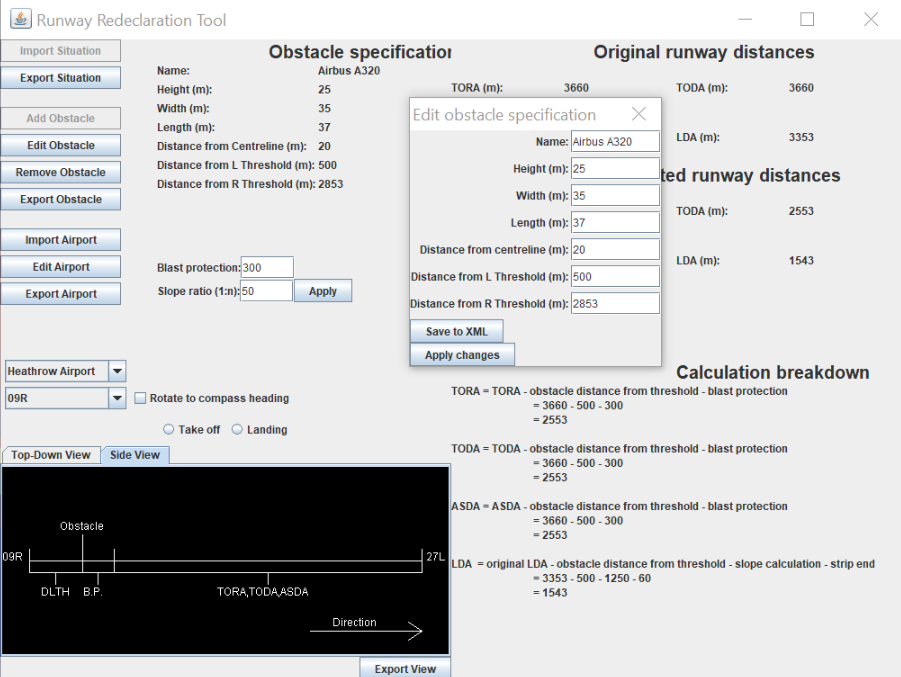 Runway Redeclaration Tool
Import Situation
Export Situation
Add Obstacle
Edit Obstacle
Remove Obstacle
Export Obstacle
Import Airport
Edit Airport
Export Airport
Obstacle specification
Name: Airbus A320
Height (m): 25
Width (m): 35
Length (m): 37
Distance from Centreline (m): 20
Distance from L Threshold (m): 500
Distance from R Threshold (m): 2853
Blast protection: 300
Slope ratio (1:n): 50 Apply
Original runway distances
TORA (m): 3660 TODA (m): 3660
LDA (m): 3353
ted runway distances
TODA (m): 2553
LDA (m): 1543
Edit obstacle specification
Name: Airbus A320
Height (m): 25
Width (m): 35
Length (m): 37
Distance from centreline (m): 20
Distance from L Threshold (m): 500
Distance from R Threshold (m): 2853
Save to XML
Apply changes
Heathrow Airport
09R Rotate to compass heading
Take off Landing
Top-Down View Side View
Obstacle
09R 27L
DLTH B.P. TORA,TODA,ASDA
Direction
Export View
Calculation breakdown
TORA = TORA - obstacle distance from threshold - blast protection
= 3660 - 500 - 300
= 2553
TODA = TODA - obstacle distance from threshold - blast protection
= 3660 - 500 - 300
= 2553
ASDA = ASDA - obstacle distance from threshold - blast protection
= 3660 - 500 - 300
= 2553
LDA = original LDA - obstacle distance from threshold - slope calculation - strip end
= 3353 - 500 - 1250 - 60
= 1543